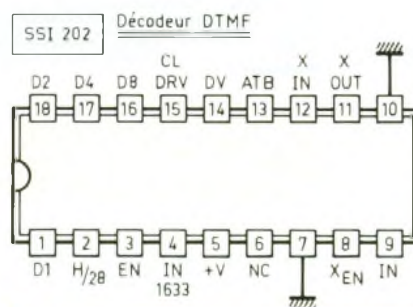 SSI 202
Décodeur DTMF
CL X X
D2 D4 D8 DRV DV ATB IN OUT
18 17 16 15 14 13 12 11 10
1 2 3 4 5 6 7 8 9
D1 H/28 EN IN +V NC XEN IN
1633